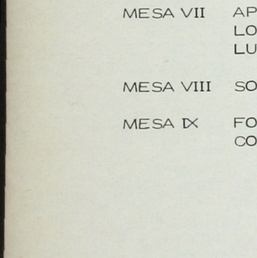 MESA VII AP
LO
LU
MESA VIII SO
MESA IX FO
CO